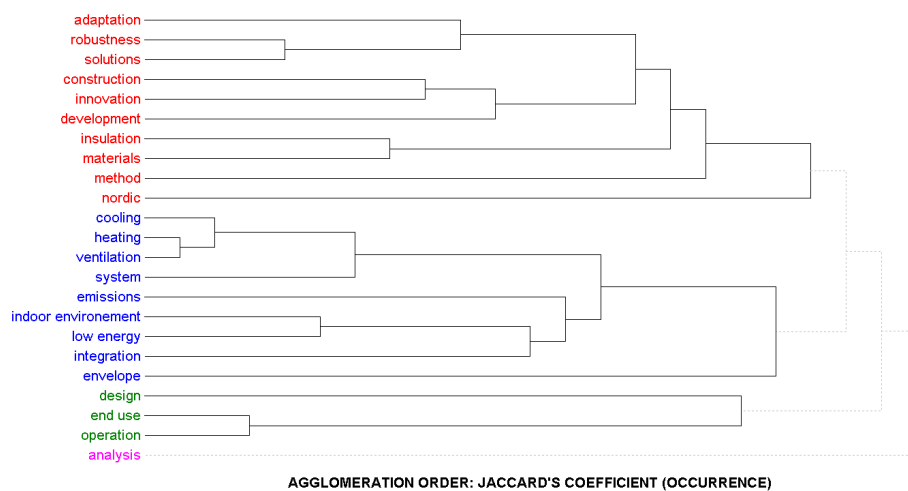 adaptation
robustness
solutions
construction
innovation
development
insulation
materials
method
nordic
cooling
heating
ventilation
system
emissions
indoor environement
low energy
integration
envelope
design
end use
operation
analysis
AGGLOMERATION ORDER: JACCARD'S COEFFICIENT (OCCURRENCE)